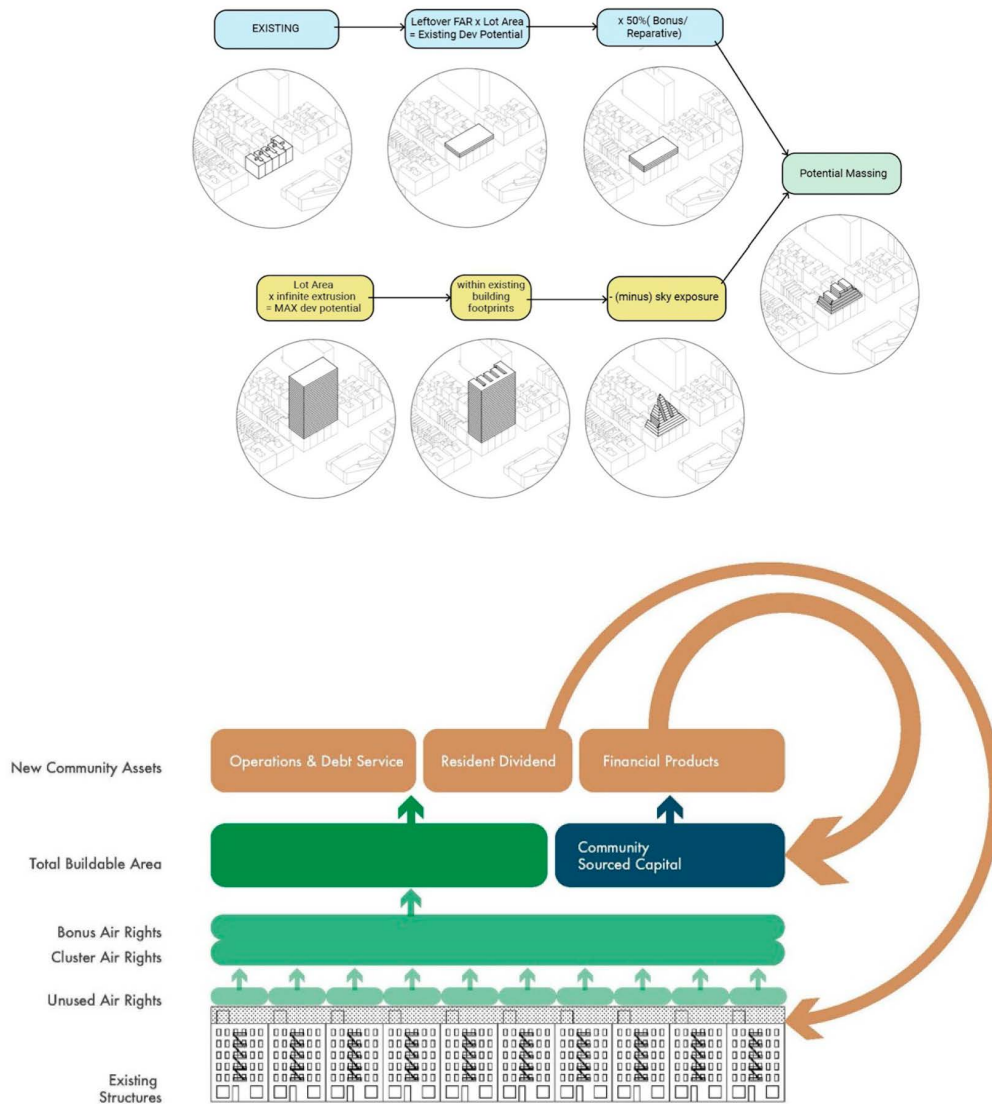 EXISTING
Leftover FAR x Lot Area
= Existing Dev Potential
x 50%( Bonus/
Reparative)
Potential Massing
Lot Area
x infinite extrusion
= MAX dev potential
within existing
building
footprints
- (minus) sky exposure
New Community Assets
Operations & Debt Service
Resident Dividend
Financial Products
Total Buildable Area
Community
Sourced Capital
Bonus Air Rights
Cluster Air Rights
Unused Air Rights
Existing
Structures